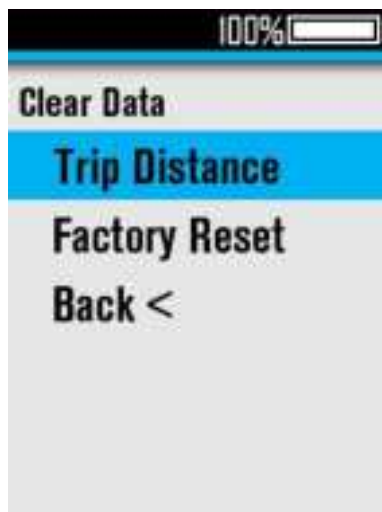 100%
Clear Data
Trip Distance
Factory Reset
Back <